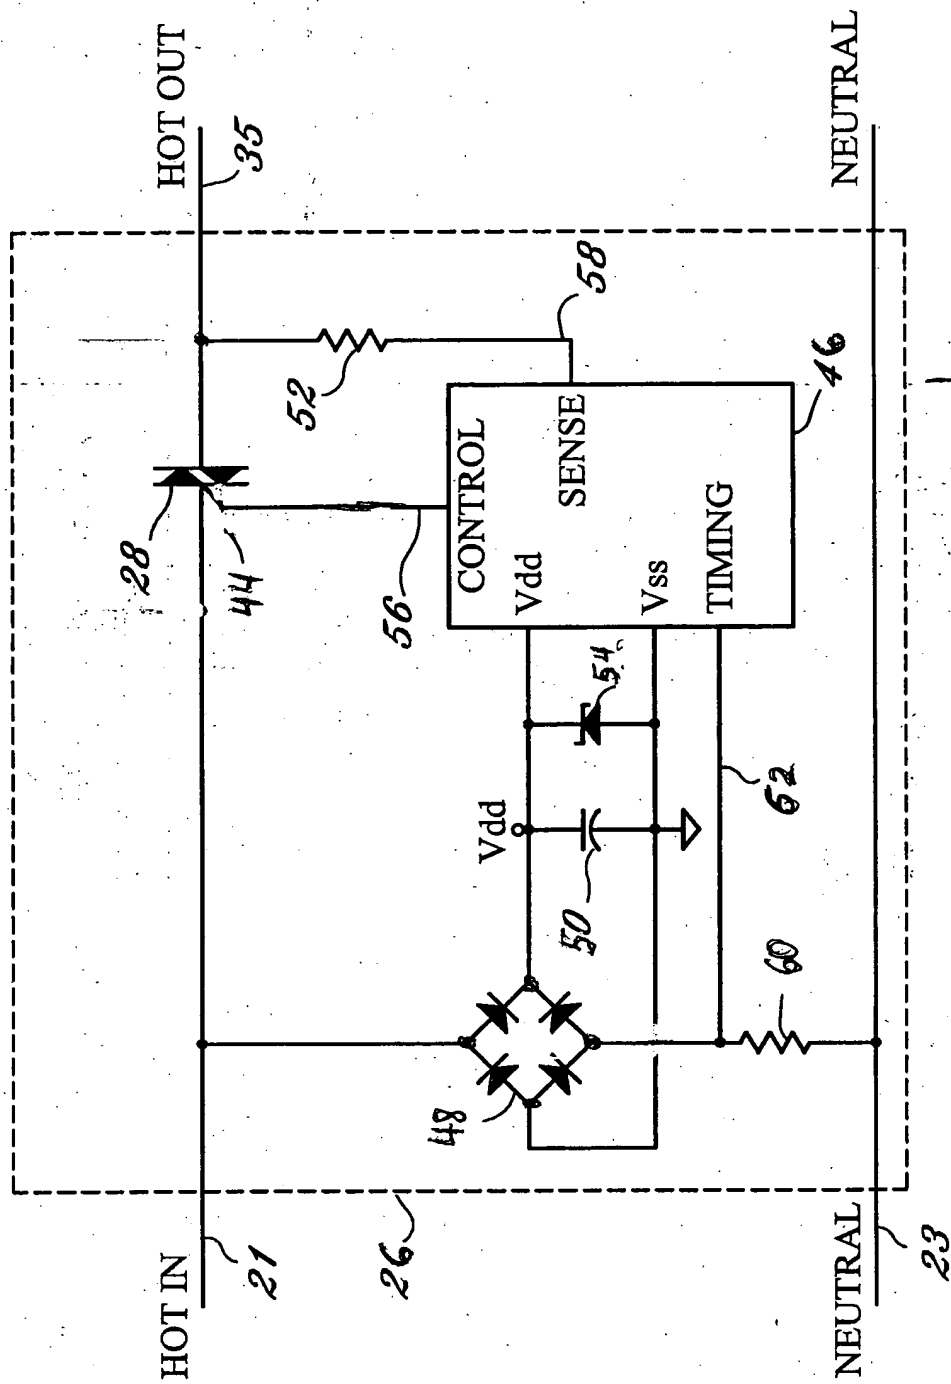 HOT IN
21
28
44
HOT OUT
35
52
58
56
CONTROL
Vdd
SENSE
Vss
TIMING
46
Vdd
54
50
48
62
60
26
NEUTRAL
23
NEUTRAL